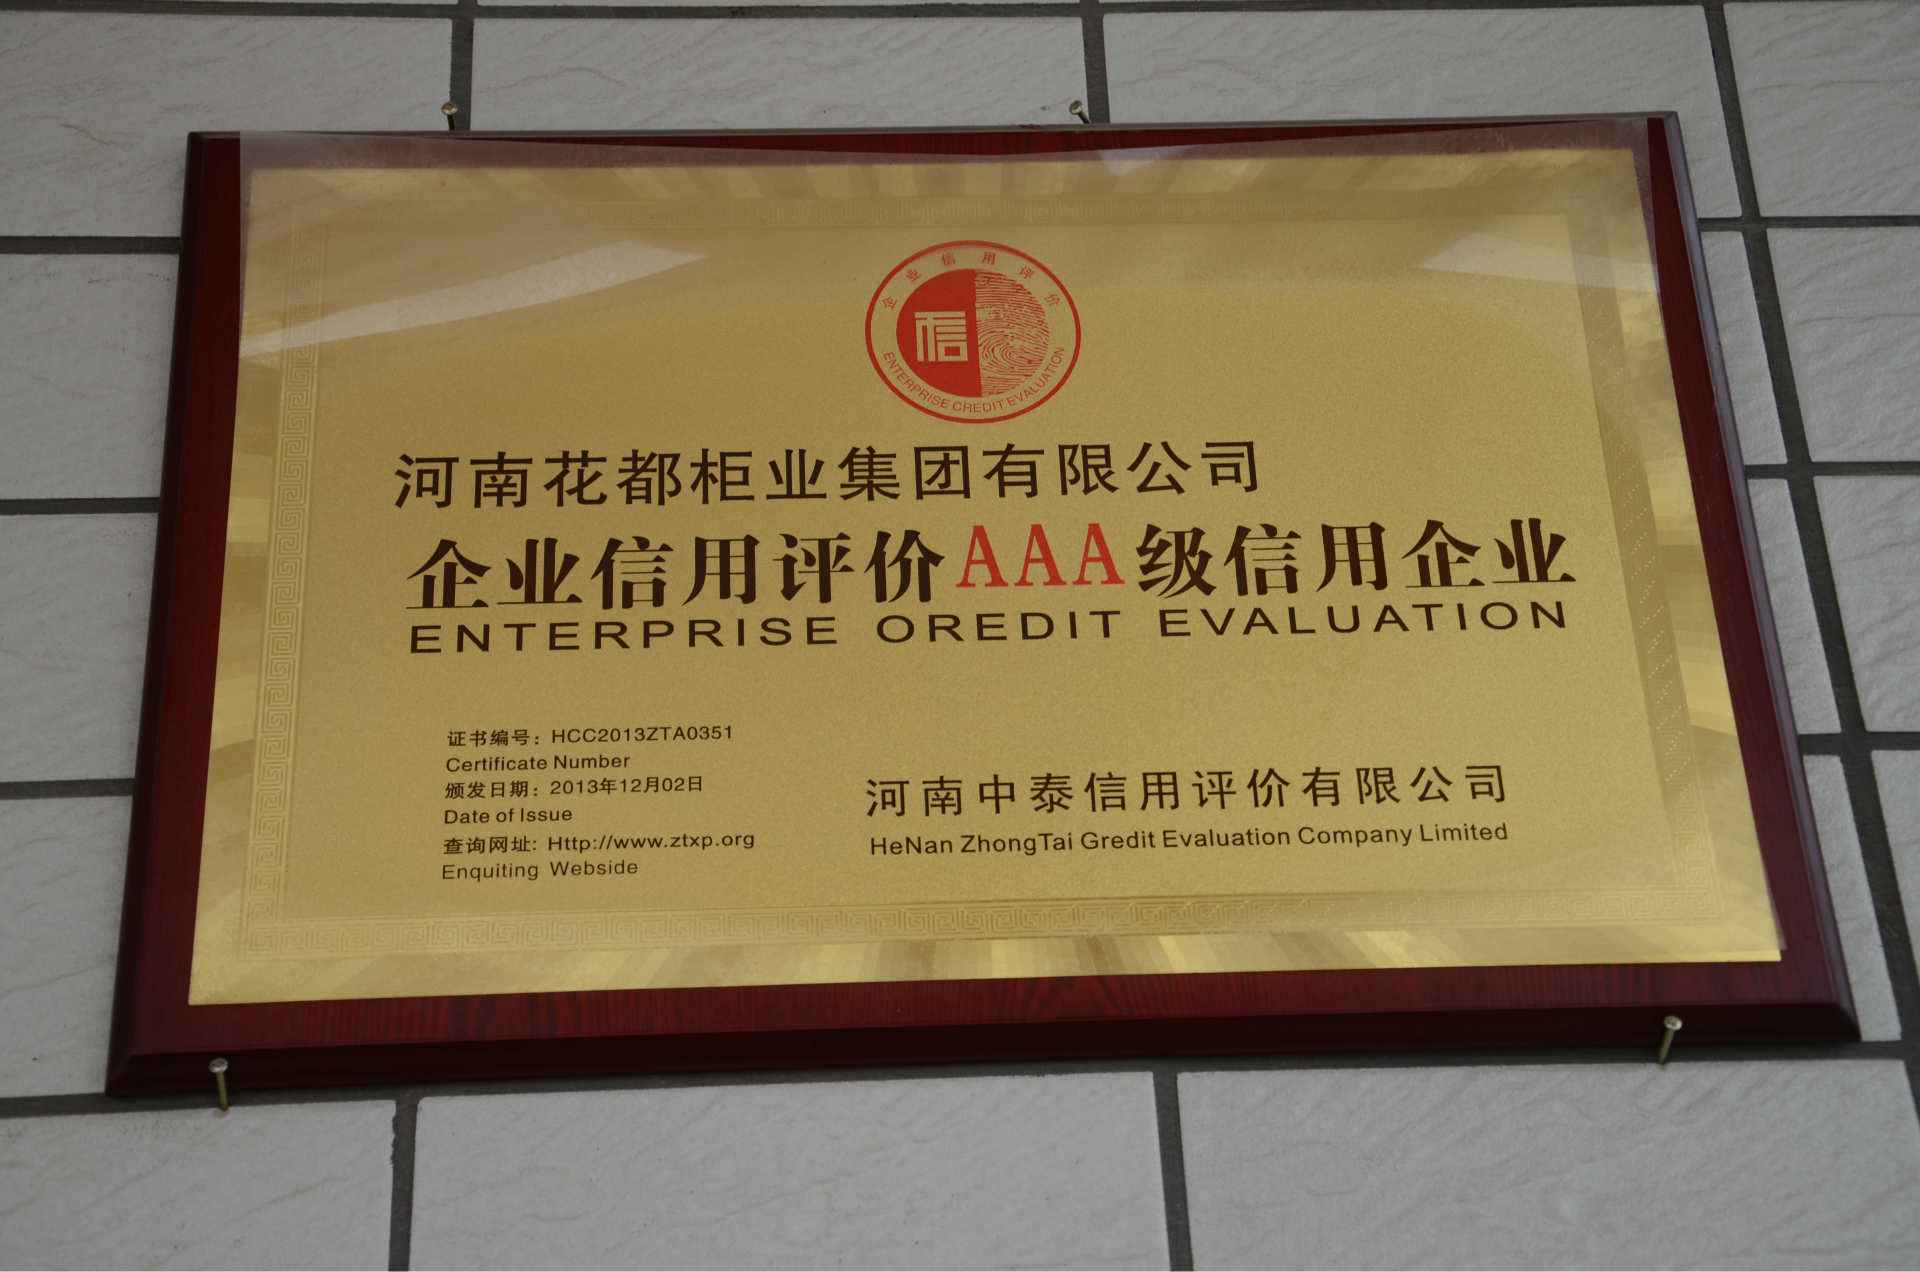 企业信用评价
信
ENTERPRISE CREDIT EVALUATION
河南花都柜业集团有限公司
企业信用评价AAA级信用企业
ENTERPRISE OREDIT EVALUATION
证书编号：HCC2013ZTA0351
Certificate Number
颁发日期：2013年12月02日
Date of Issue
查询网址：Http://www.ztxp.org
Enquiting Webside
河南中泰信用评价有限公司
HeNan ZhongTai Gredit Evaluation Company Limited